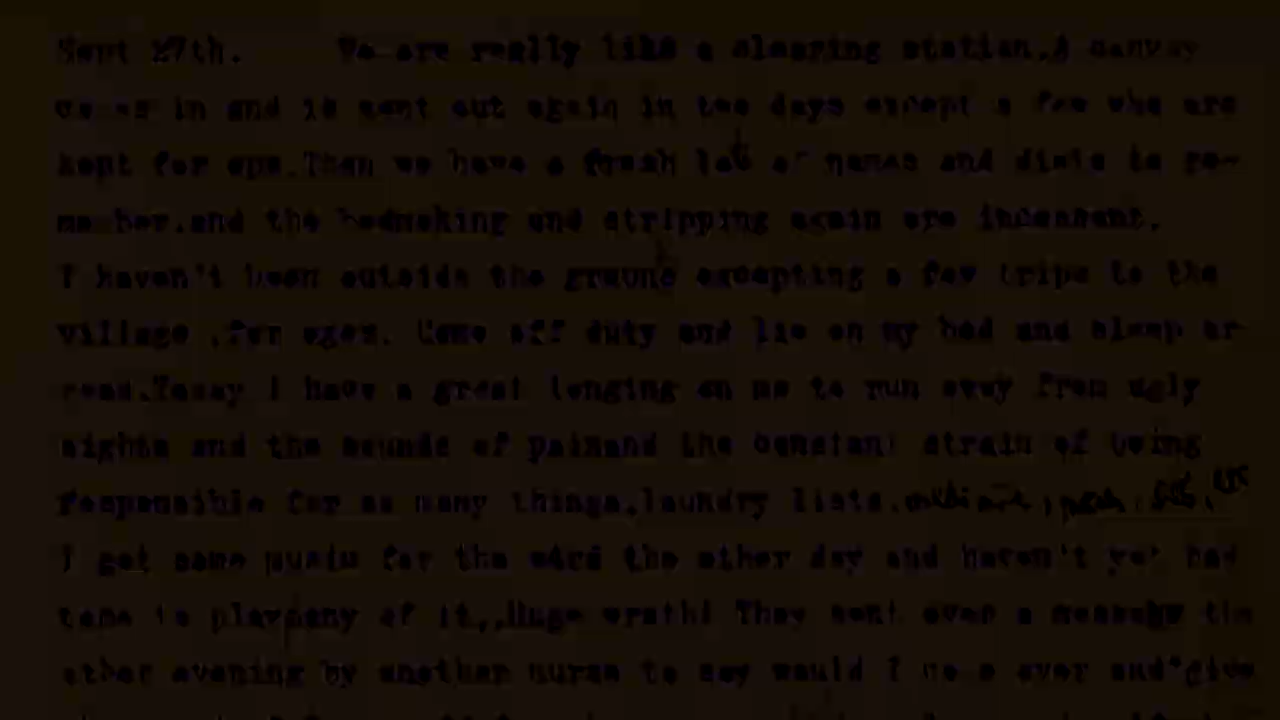 Sept 27th. We are really like a clearing station, A convoy
comes in and is sent out again in two days except a few who are
kept for ops.Then we have a fresh lot of names and diets to re-
member.and the bedmaking and stripping again are incessant.
I haven't been outside the ground excepting a few trips to the
village ,for ages. Come off duty and lie on my bed and sleep or
read.Today I have a great longing on me to run away from ugly
sights and the sounds of painand the constant strain of being
responsible for so many things.laundry lists.
I got some music for the ward the other day and haven't yet had
time to playany of it,.Huge wrath! They sent over a message the
other evening by another nurse to say would I come over and give